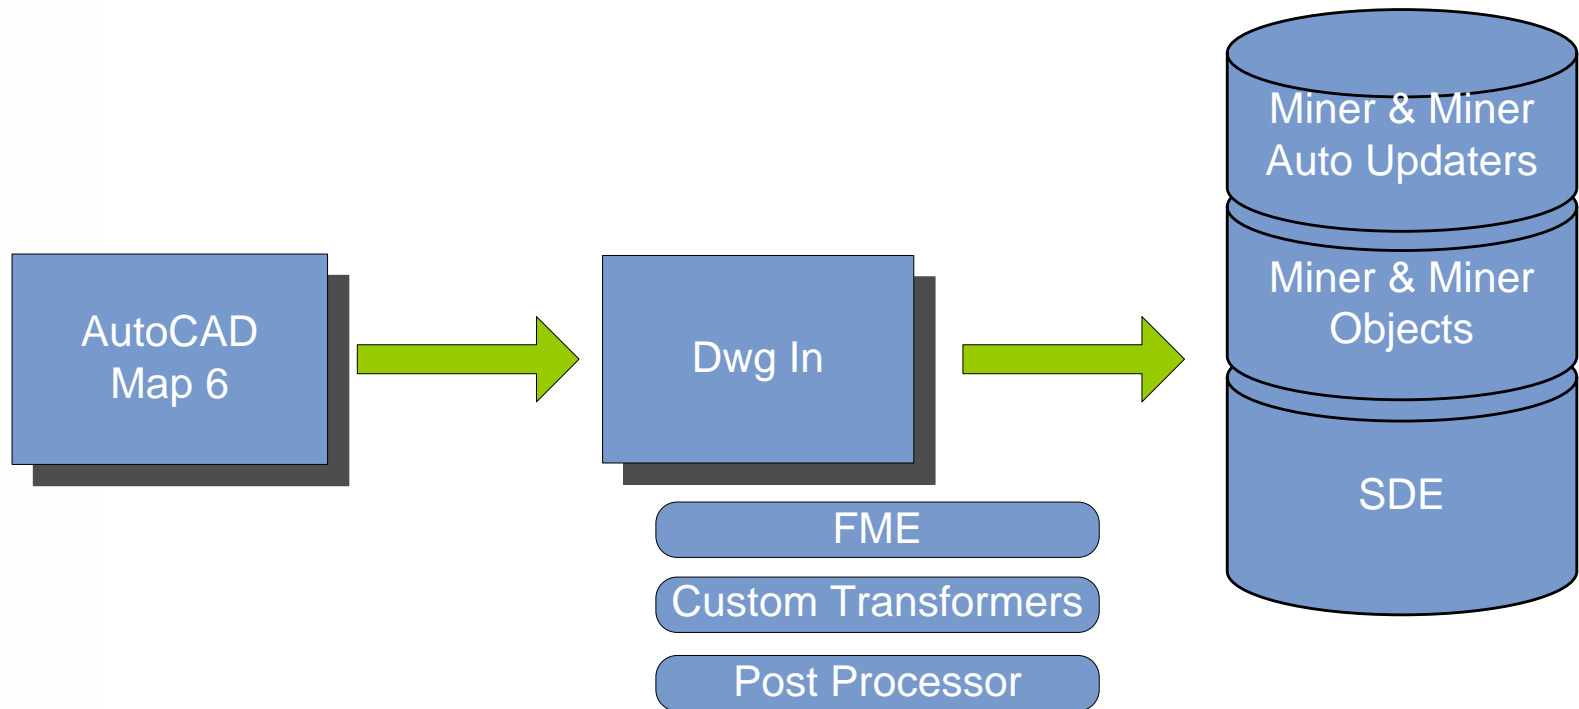 AutoCAD
Map 6
Dwg In
FME
Custom Transformers
Post Processor
Miner & Miner
Auto Updaters
Miner & Miner
Objects
SDE